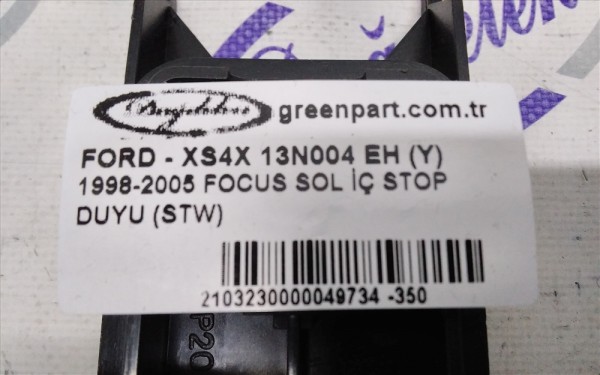 greenpart.com.tr
FORD - XS4X 13N004 EH (Y)
1998-2005 FOCUS SOL İÇ STOP
DUYU (STW)
2103230000049734 -350